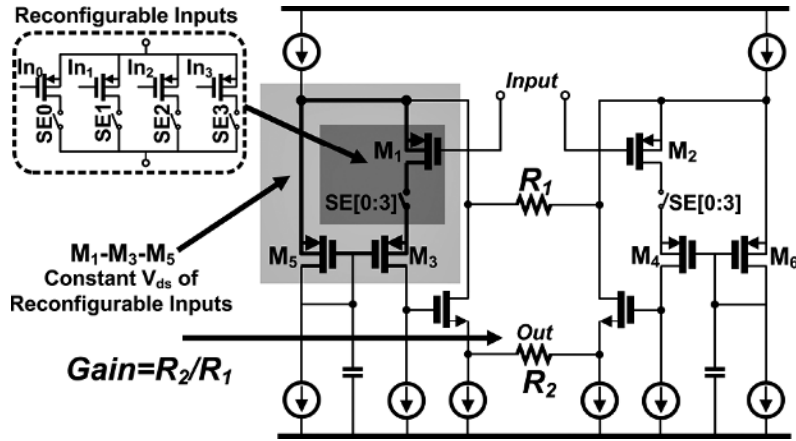 Reconfigurable Inputs
In0 In1 In2 In3
SE0 SE1 SE2 SE3
Input
M1
M2
R1
SE[0:3]
SE[0:3]
M1-M3-M5
Constant Vds of
Reconfigurable Inputs
M5
M3
M4
M6
Out
Gain=R2/R1
R2